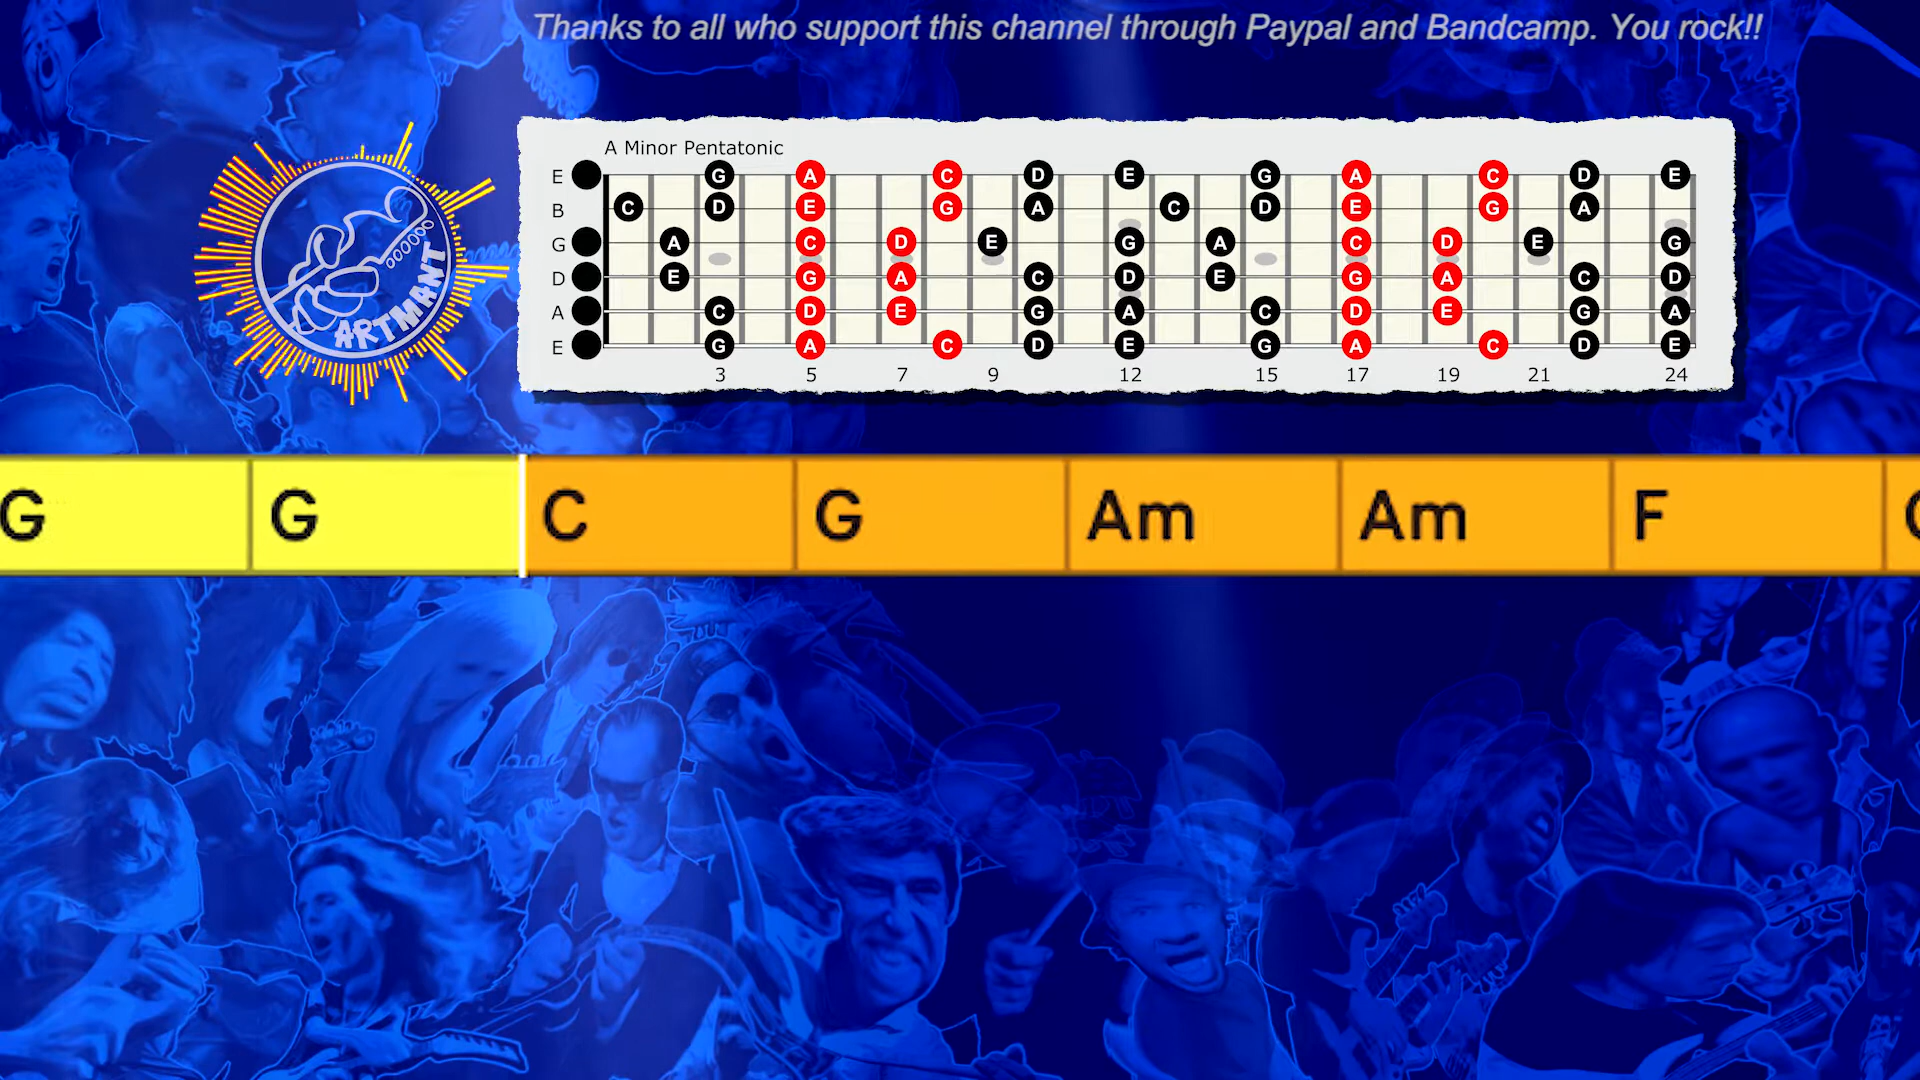 Thanks to all who support this channel through Paypal and Bandcamp. You rock!!
ARTMANT
A Minor Pentatonic
E G A C D E G A C D E
B C D E G A C D E G A
G A C D E G A C D E G
D E G A C D E G A C D
A C D E G A C D E G A
E G A C D E G A C D E
3 5 7 9 12 15 17 19 21 24
G G C G Am Am F